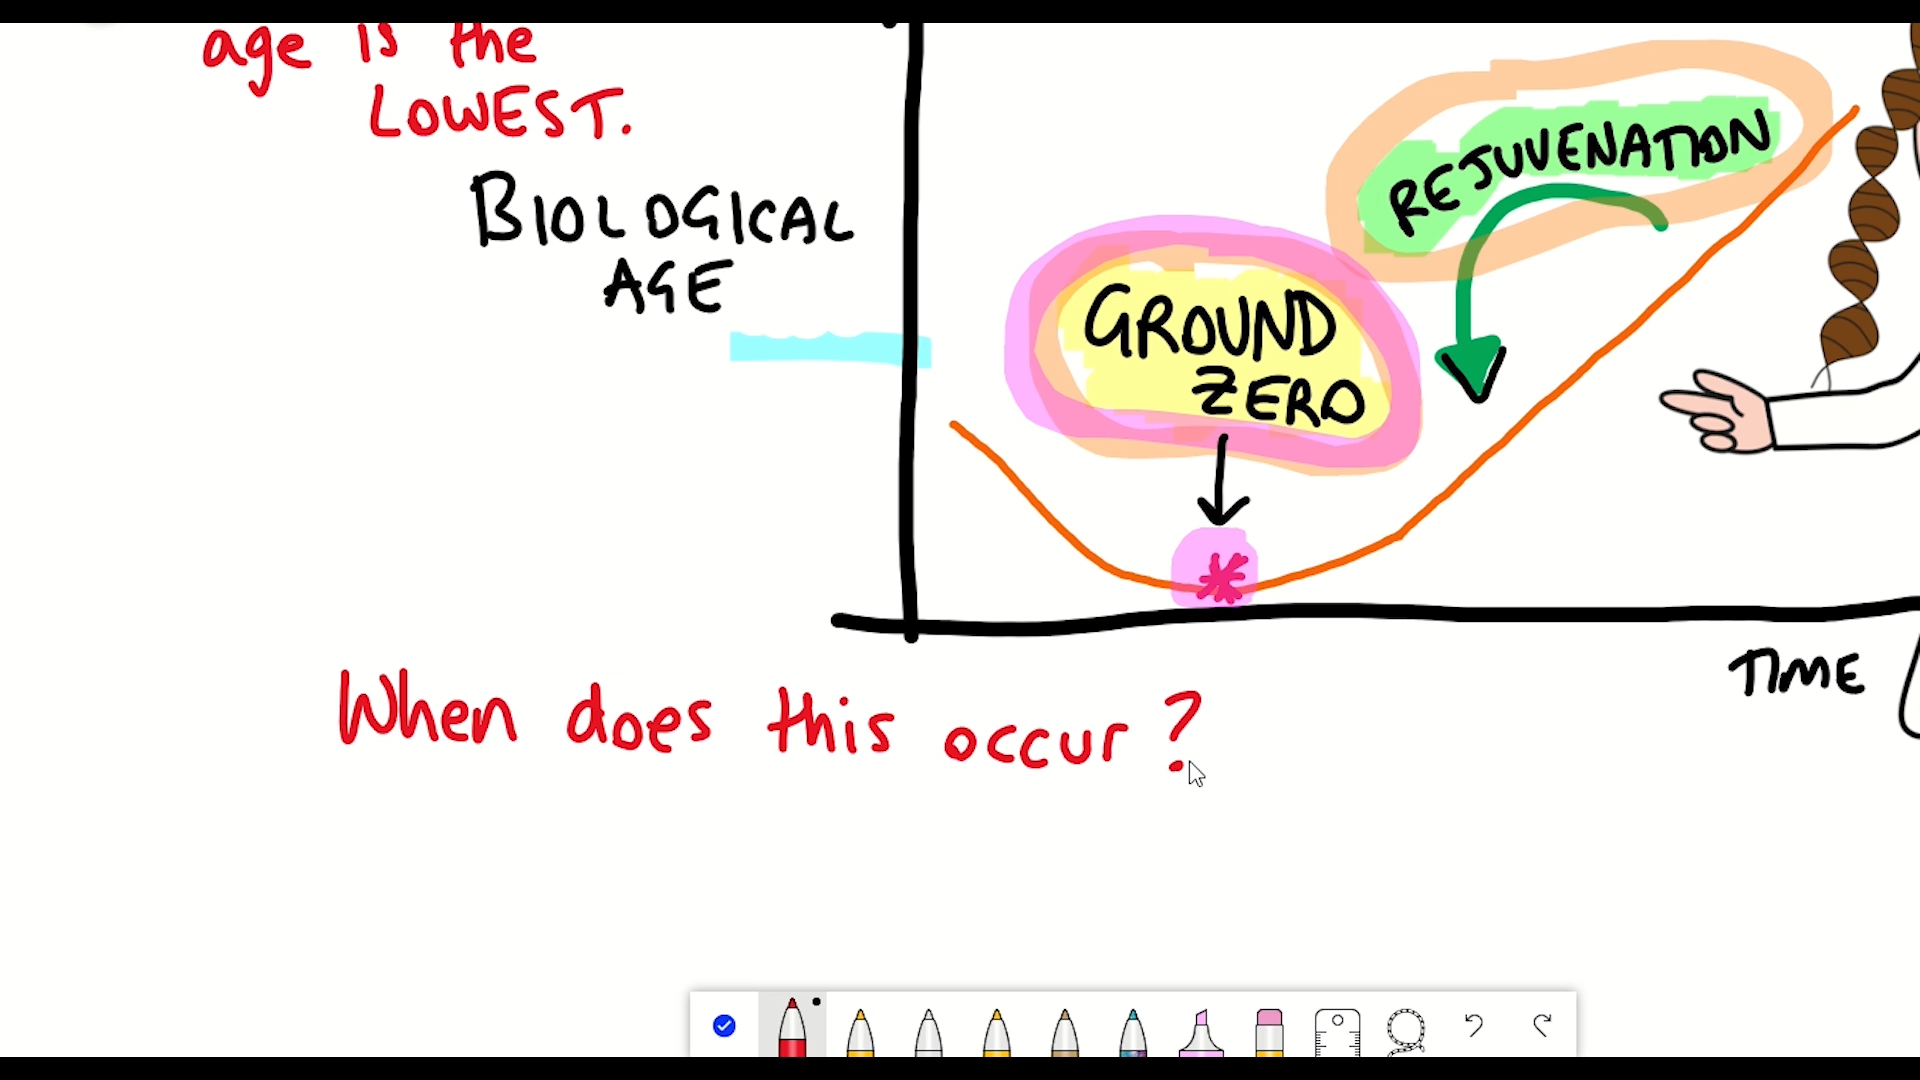 age is the
LOWEST.
BIOLOGICAL
AGE
REJUVENATION
GROUND
ZERO
*
TIME
When does this occur?